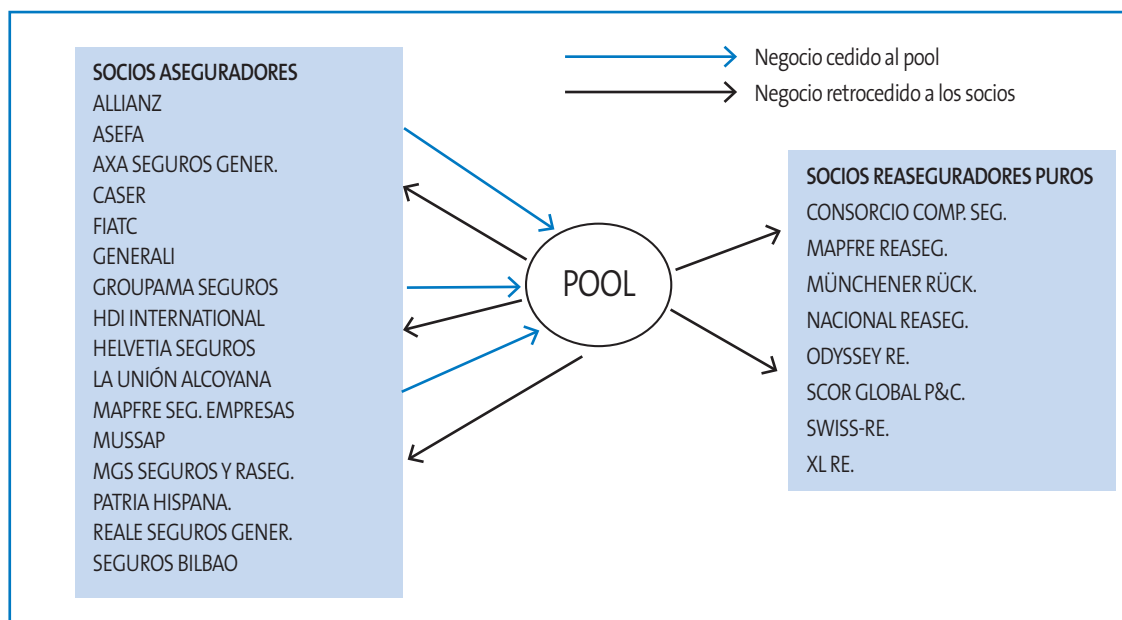 SOCIOS ASEGURADORES
ALLIANZ
ASEFA
AXA SEGUROS GENER.
CASER
FIATC
GENERALI
GROUPAMA SEGUROS
HDI INTERNATIONAL
HELVETIA SEGUROS
LA UNIÓN ALCOYANA
MAPFRE SEG. EMPRESAS
MUSSAP
MGS SEGUROS Y RASEG.
PATRIA HISPANA.
REALE SEGUROS GENER.
SEGUROS BILBAO
Negocio cedido al pool
Negocio retrocedido a los socios
POOL
SOCIOS REASEGURADORES PUROS
CONSORCIO COMP. SEG.
MAPFRE REASEG.
MÜNCHENER RÜCK.
NACIONAL REASEG.
ODYSSEY RE.
SCOR GLOBAL P&C.
SWISS-RE.
XL RE.